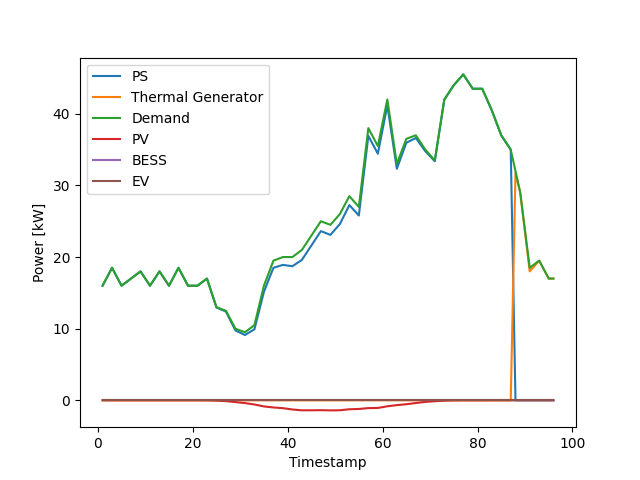 PS
Thermal Generator
Demand
PV
BESS
EV
Power [kW]
40
30
20
10
0
0 20 40 60 80 100
Timestamp